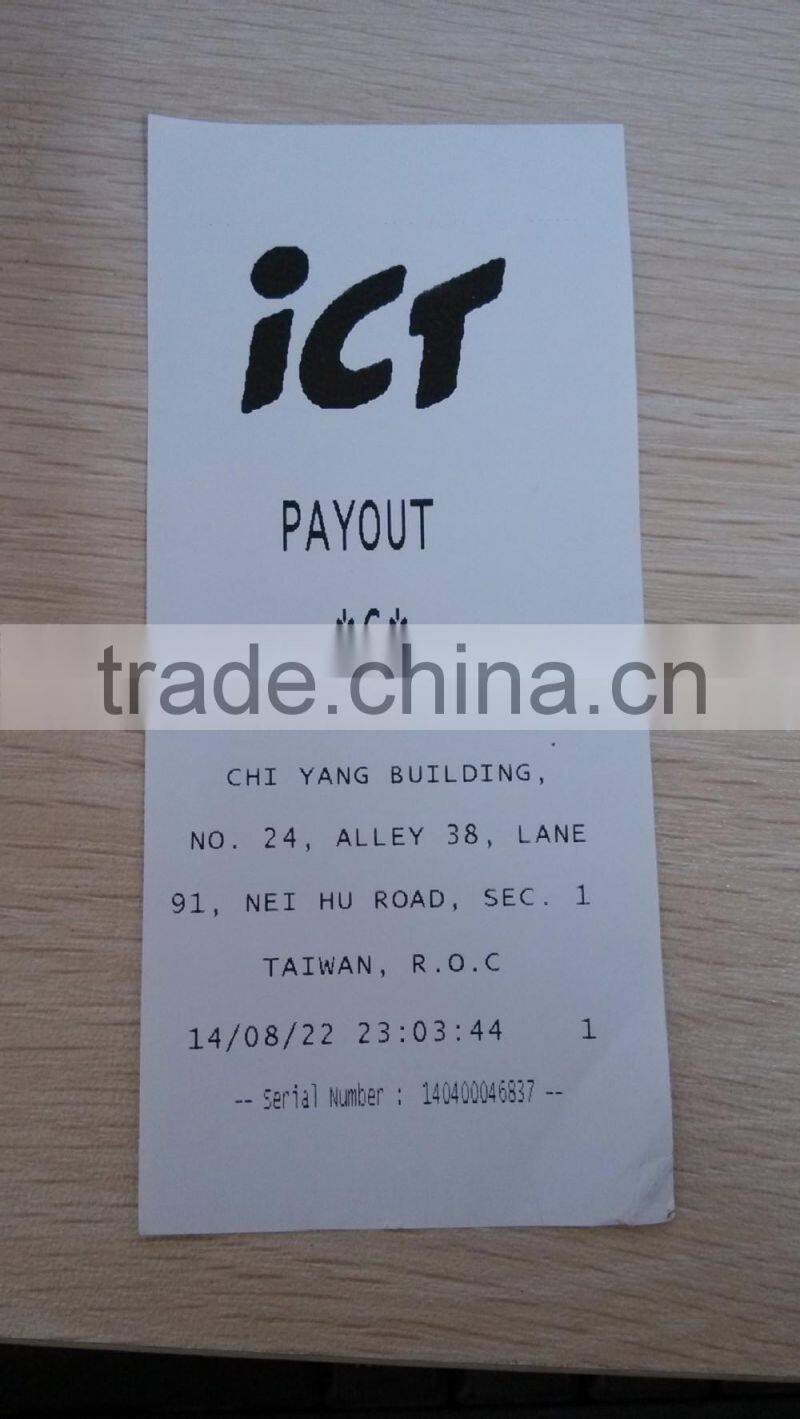 iCT
PAYOUT
trade.china.cn
CHI YANG BUILDING,
NO. 24, ALLEY 38, LANE
91, NEI HU ROAD, SEC. 1
TAIWAN, R.O.C
14/08/22 23:03:44 1
-- Serial Number : 140400046837 --